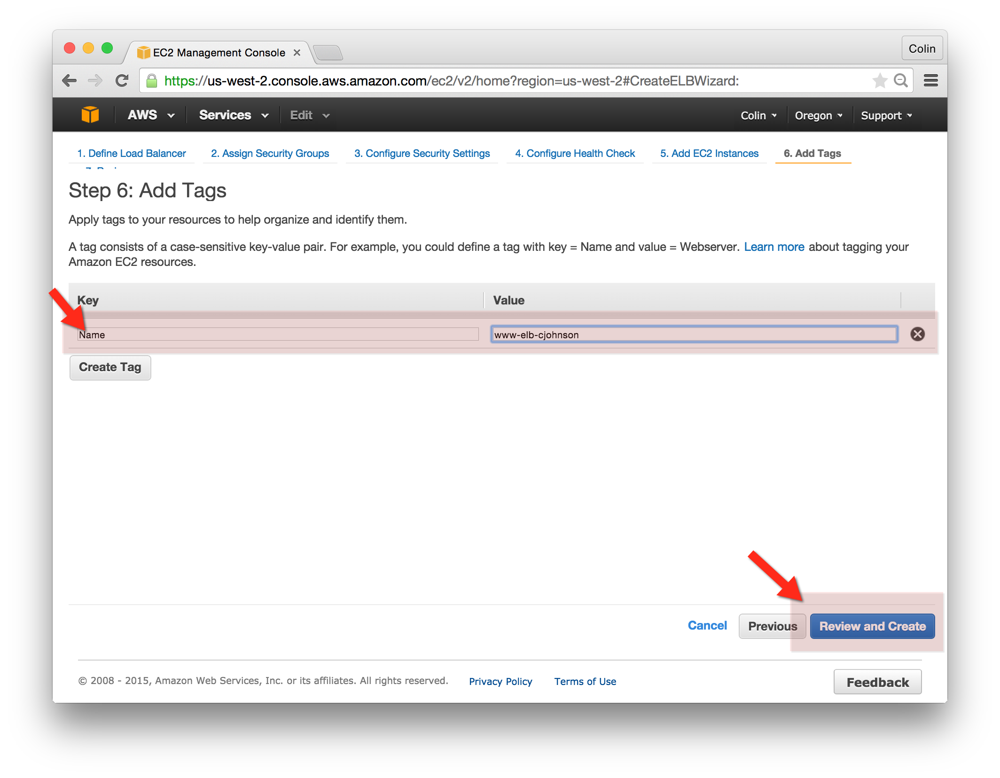 EC2 Management Console
Colin
https://us-west-2.console.aws.amazon.com/ec2/v2/home?region=us-west-2#CreateELBWizard:
AWS Services Edit Colin Oregon Support
1. Define Load Balancer 2. Assign Security Groups 3. Configure Security Settings 4. Configure Health Check 5. Add EC2 Instances 6. Add Tags
Step 6: Add Tags
Apply tags to your resources to help organize and identify them.
A tag consists of a case-sensitive key-value pair. For example, you could define a tag with key = Name and value = Webserver. Learn more about tagging your
Amazon EC2 resources.
Key Value
Name www-elb-cjohnson
Create Tag
Cancel Previous Review and Create
© 2008 - 2015, Amazon Web Services, Inc. or its affiliates. All rights reserved. Privacy Policy Terms of Use Feedback